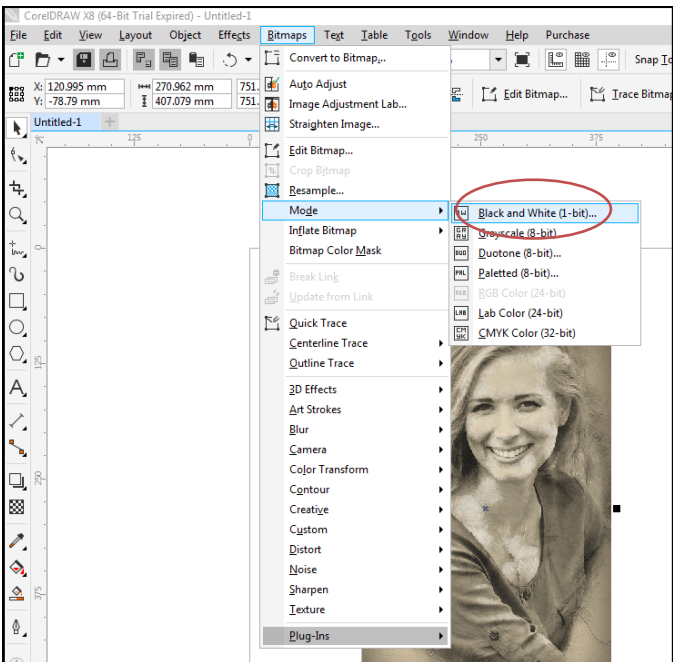 CorelDRAW X8 (64-Bit Trial Expired) - Untitled-1
File Edit View Layout Object Effects Bitmaps Text Table Tools Window Help Purchase
Snap To
X: 120.995 mm
Y: -78.79 mm
270.962 mm
407.079 mm
751.
751.
Edit Bitmap...
Trace Bitmap
Untitled-1
125 0 250 375
125
250
375
Convert to Bitmap...
Auto Adjust
Image Adjustment Lab...
Straighten Image...
Edit Bitmap...
Crop Bitmap
Resample...
Mode
Inflate Bitmap
Bitmap Color Mask
Break Link
Update from Link
Quick Trace
Centerline Trace
Outline Trace
3D Effects
Art Strokes
Blur
Camera
Color Transform
Contour
Creative
Custom
Distort
Noise
Sharpen
Texture
Plug-Ins
Black and White (1-bit)...
Grayscale (8-bit)
Duotone (8-bit)...
Paletted (8-bit)...
RGB Color (24-bit)
Lab Color (24-bit)
CMYK Color (32-bit)